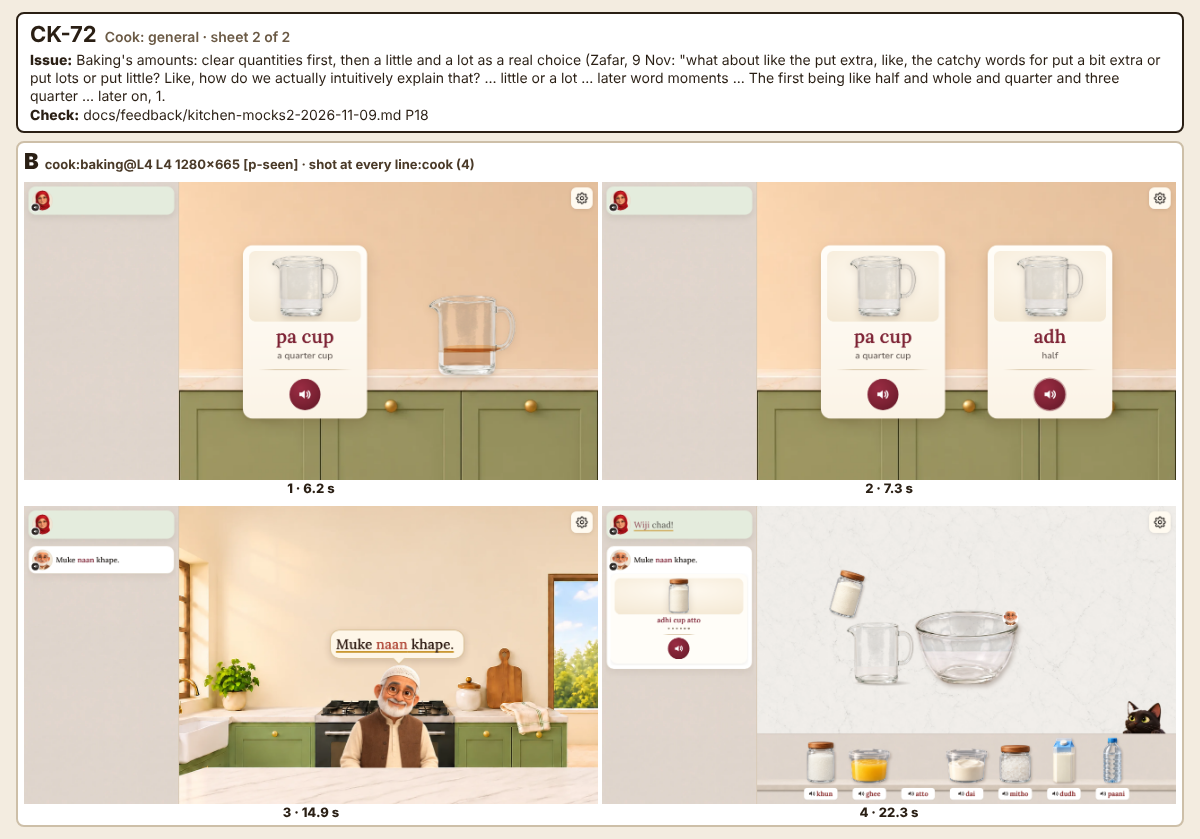 CK-72 Cook: general · sheet 2 of 2
Issue: Baking's amounts: clear quantities first, then a little and a lot as a real choice (Zafar, 9 Nov: "what about like the put extra, like, the catchy words for put a bit extra or
put lots or put little? Like, how do we actually intuitively explain that? ... little or a lot ... later word moments ... The first being like half and whole and quarter and three
quarter ... later on, 1.
Check: docs/feedback/kitchen-mocks2-2026-11-09.md P18
B cook:baking@L4 L4 1280×665 [p-seen] · shot at every line:cook (4)
pa cup
a quarter cup
1 · 6.2 s
pa cup
a quarter cup
adh
half
2 · 7.3 s
Muke naan khape.
Muke naan khape.
3 · 14.9 s
Wiji chad!
Muke naan khape.
adhi cup atto
khun
ghee
atto
dai
mitho
dudh
paani
4 · 22.3 s